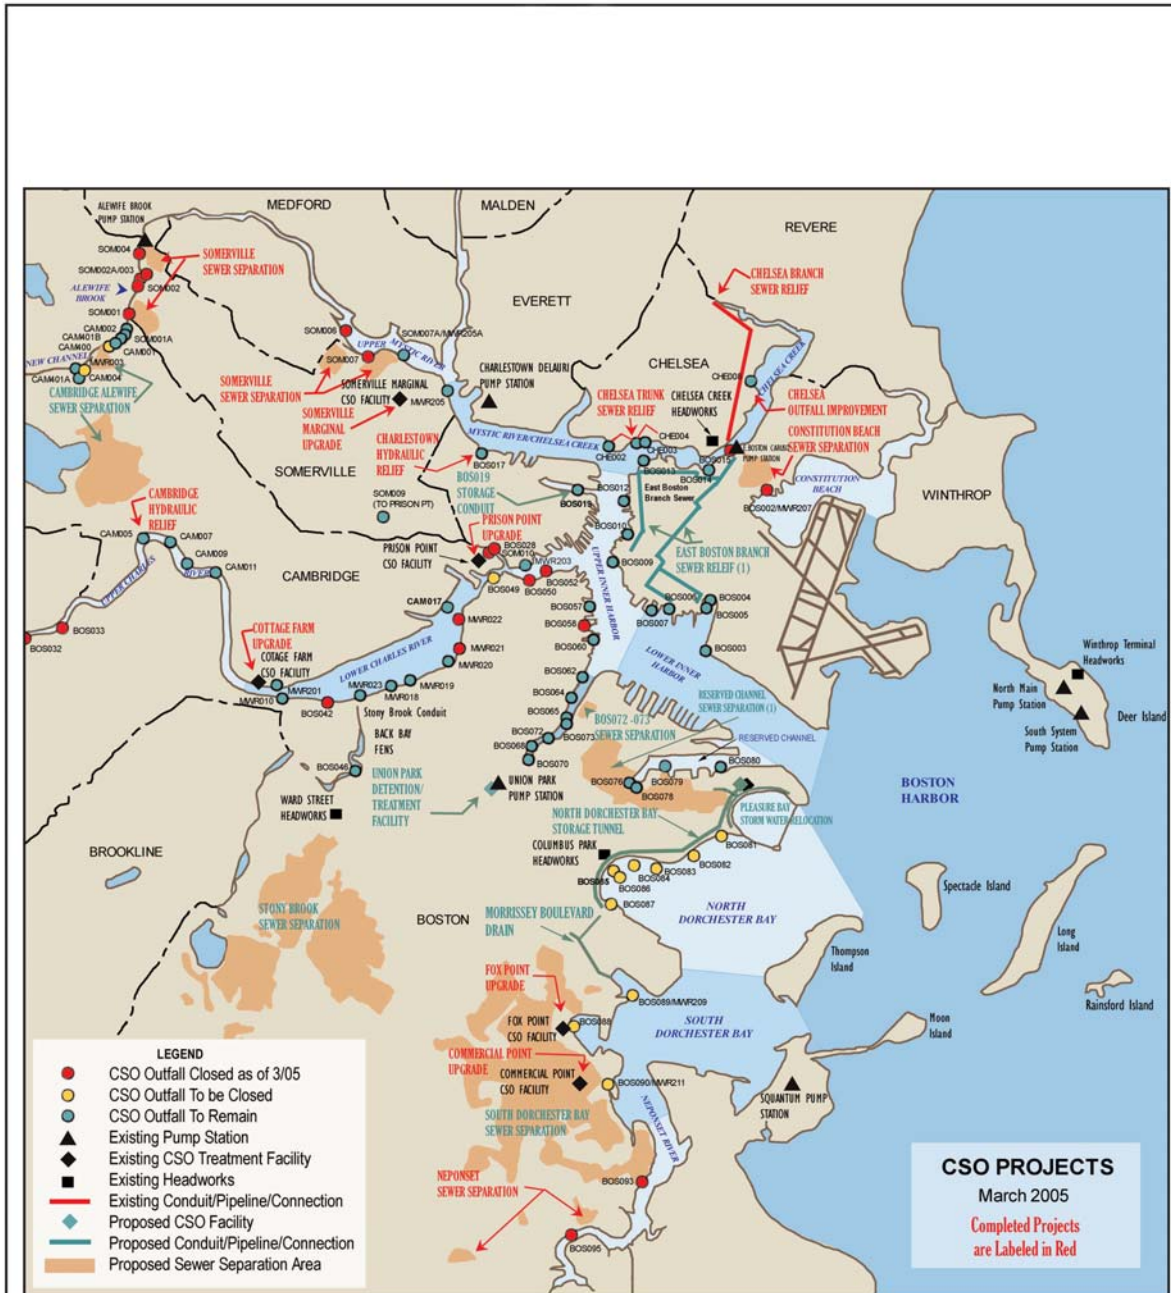 MEDFORD
MALDEN
REVERE
EVERETT
CHELSEA
WINTHROP
SOMERVILLE
CAMBRIDGE
BROOKLINE
BOSTON
ALEWIFE BROOK
PUMP STATION
SOM004
SOM002A/003
SOM002
ALEWIFE
BROOK
SOM001
CAM002
CAM401B
CAM400
SOM001A
CAM001
NEW CHANNEL
MWR003
CAM401A
CAM004
CAMBRIDGE ALEWIFE
SEWER SEPARATION
SOMERVILLE
SEWER SEPARATION
SOM006
SOM007A/MWR205A
UPPER
MYSTIC RIVER
SOM007
SOMERVILLE
SEWER SEPARATION
SOMERVILLE MARGINAL
CSO FACILITY
MWR205
SOMERVILLE
MARGINAL
UPGRADE
CHARLESTOWN DELAURI
PUMP STATION
CHELSEA BRANCH
SEWER RELIEF
CHE008
CHELSEA CREEK
CHELSEA
OUTFALL IMPROVEMENT
CONSTITUTION BEACH
SEWER SEPARATION
CHELSEA TRUNK
SEWER RELIEF
CHELSEA CREEK
HEADWORKS
MYSTIC RIVER/CHELSEA CREEK
CHE004
CHE003
CHE002
BOS013
BOS015
BOS014
E BOSTON CARUSO
PUMP STATION
CONSTITUTION
BEACH
BOS002/MWR207
CHARLESTOWN
HYDRAULIC
RELIEF
BOS017
BOS019
STORAGE
CONDUIT
BOS019
BOS012
East Boston
Branch Sewer
BOS010
EAST BOSTON BRANCH
SEWER RELEIF (1)
BOS009
SOM009
(TO PRISON PT)
PRISON POINT
UPGRADE
PRISON POINT
CSO FACILITY
BOS028
SOM010
MWR203
BOS049
BOS052
BOS050
CAMBRIDGE
HYDRAULIC
RELIEF
CAM005
CAM007
CAM009
CAM011
UPPER CHARLES
RIVER
BOS033
BOS032
COTTAGE FARM
UPGRADE
COTAGE FARM
CSO FACILITY
MWR201
MWR010
BOS042
LOWER CHARLES RIVER
CAM017
MWR022
MWR021
MWR020
MWR019
MWR018
MWR023
Stony Brook Conduit
BACK BAY
FENS
BOS046
WARD STREET
HEADWORKS
UNION PARK
DETENTION/
TREATMENT
FACILITY
UNION PARK
PUMP STATION
UPPER INNER HARBOR
BOS057
BOS058
BOS060
BOS062
BOS064
BOS065
BOS072
BOS073
BOS068
BOS070
BOS006
BOS007
BOS004
BOS005
BOS003
LOWER INNER
HARBOR
BOS072 -073
SEWER SEPARATION
RESERVED CHANNEL
SEWER SEPARATION (1)
RESERVED CHANNEL
BOS080
BOS079
BOS076
BOS078
PLEASURE BAY
STORM WATER RELOCATION
NORTH DORCHESTER BAY
STORAGE TUNNEL
COLUMBUS PARK
HEADWORKS
BOS081
BOS082
BOS083
BOS084
BOS085
BOS086
BOS087
NORTH
DORCHESTER BAY
MORRISSEY BOULEVARD
DRAIN
STONY BROOK
SEWER SEPARATION
FOX POINT
UPGRADE
FOX POINT
CSO FACILITY
BOS088
BOS089/MWR209
SOUTH
DORCHESTER BAY
COMMERCIAL POINT
UPGRADE
COMMERCIAL POINT
CSO FACILITY
BOS090/MWR211
SOUTH DORCHESTER BAY
SEWER SEPARATION
NEPONSET RIVER
NEPONSET
SEWER SEPARATION
BOS093
BOS095
SQUANTUM PUMP
STATION
Winthrop Terminal
Headworks
North Main
Pump Station
Deer Island
South System
Pump Station
BOSTON
HARBOR
Spectacle Island
Long
Island
Thompson
Island
Rainsford Island
Moon
Island
LEGEND
CSO Outfall Closed as of 3/05
CSO Outfall To be Closed
CSO Outfall To Remain
Existing Pump Station
Existing CSO Treatment Facility
Existing Headworks
Existing Conduit/Pipeline/Connection
Proposed CSO Facility
Proposed Conduit/Pipeline/Connection
Proposed Sewer Separation Area
CSO PROJECTS
March 2005
Completed Projects
are Labeled in Red